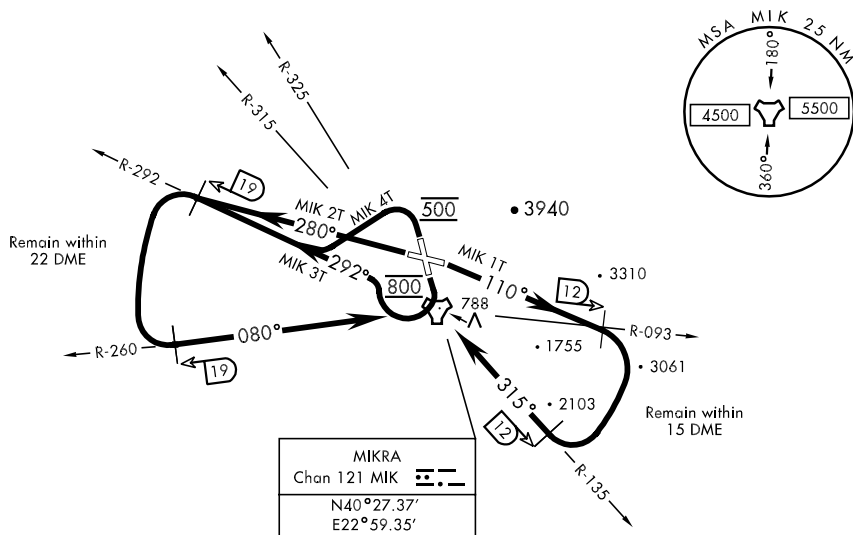 MSA MIK 25 NM
180°
4500
5500
360°
R-325
R-315
R-292
19
MIK 2T
MIK 4T
500
3940
280°
Remain within
22 DME
MIK 3T
292°
MIK 1T
110°
12
3310
800
788
R-093
080°
R-260
19
1755
3061
315°
2103
12
Remain within
15 DME
R-135
MIKRA
Chan 121 MIK
N40°27.37'
E22°59.35'